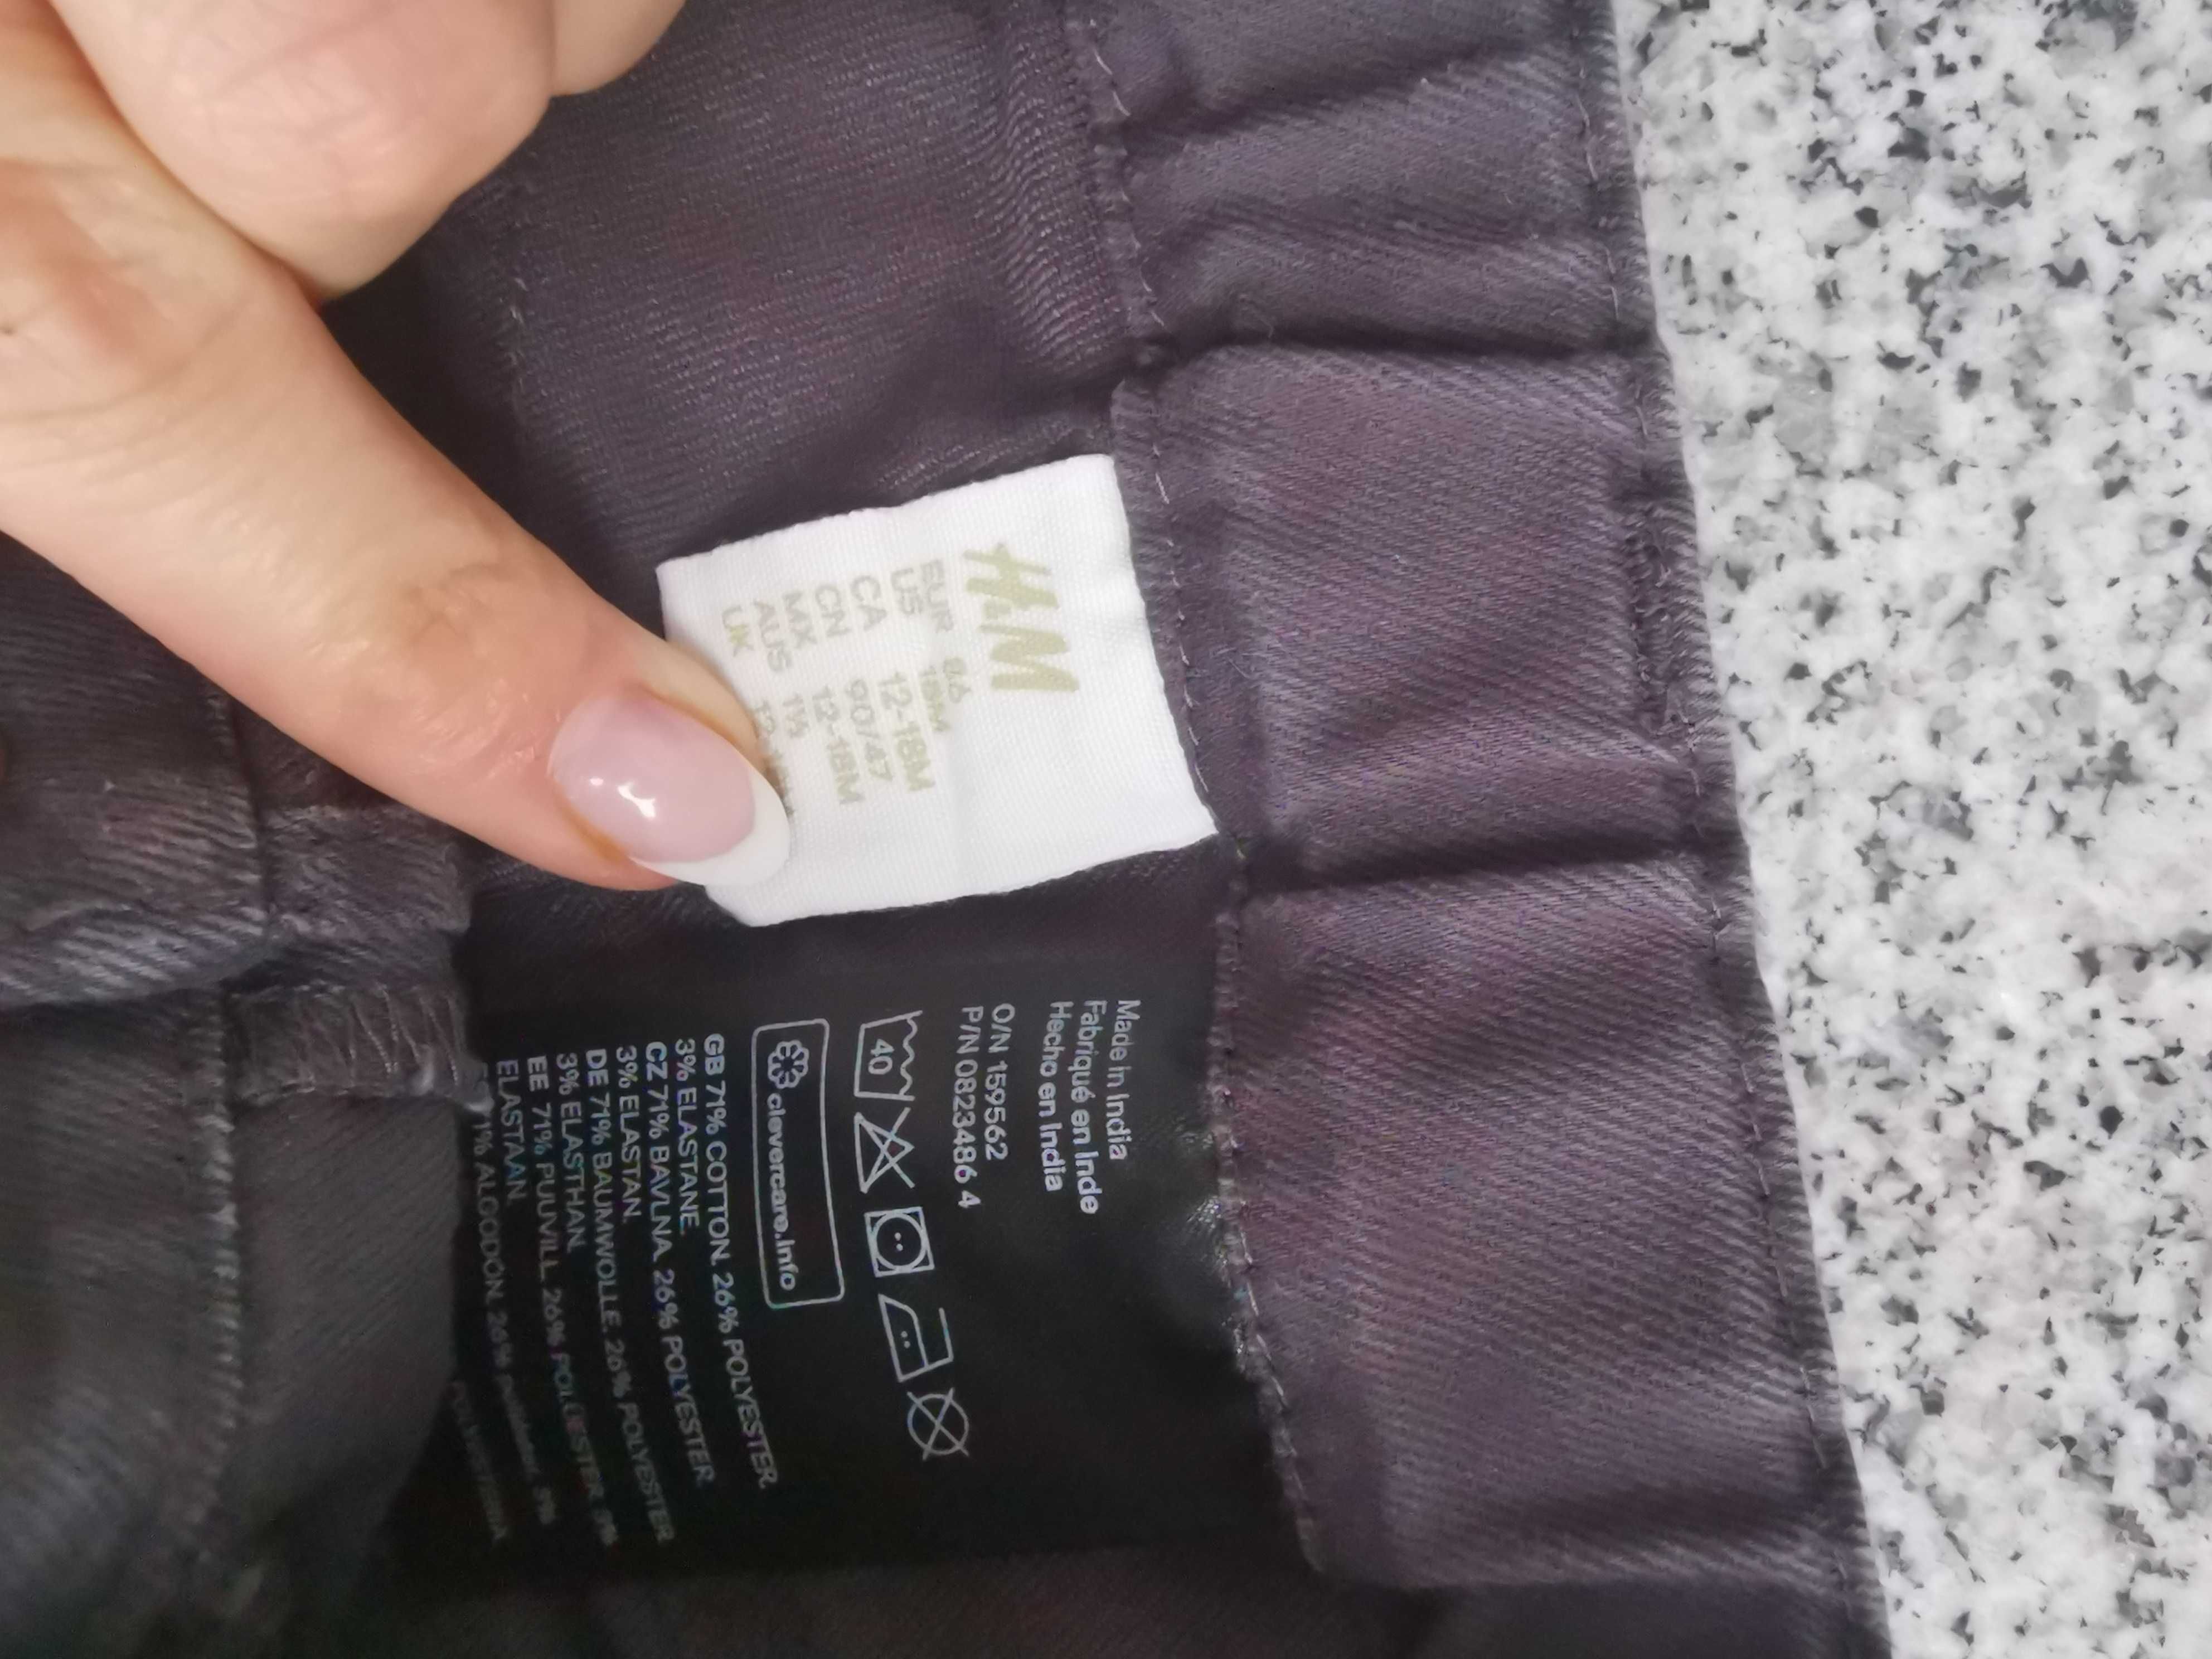 H&M
EUR 86
US 18M
CA 12-18M
CN 90/47
MX 12-18M
AUS 1½
UK
Made in India
Fabriqué en Inde
Hecho en India
O/N 159562
P/N 0823486 4
40
clevercare.info
GB 71% COTTON. 26% POLYESTER.
3% ELASTANE.
CZ 71% BAVLNA. 26% POLYESTER
3% ELASTAN.
DE 71% BAUMWOLLE. 26% POLYESTER
3% ELASTHAN.
EE 71% PUUVILL. 26% POLÜESTER. 3%
ELASTAAN.
71% ALGODON. 26%